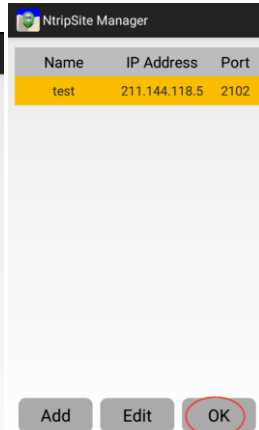 NtripSite Manager
Name IP Address Port
test 211.144.118.5 2102
Add Edit OK